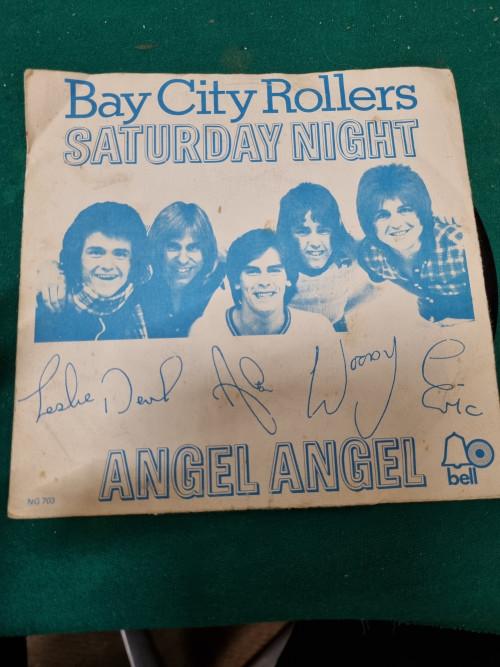 Bay City Rollers
SATURDAY NIGHT
Leslie Derek Alan Woody Eric
ANGEL ANGEL
bell
NG 703